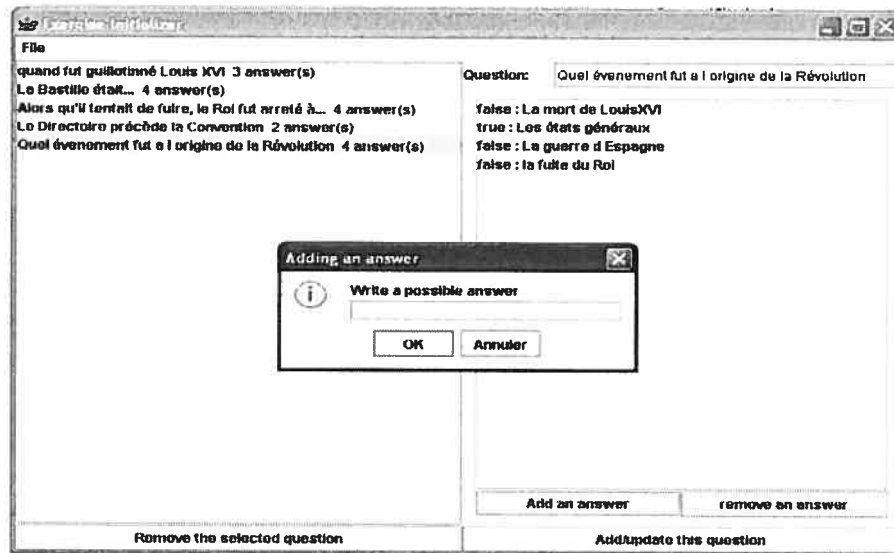 Exercise Initializer
File
quand fut guillotinné Louis XVI 3 answer(s)
La Bastille était... 4 answer(s)
Alors qu'il tentait de fuire, le Roi fut arreté à... 4 answer(s)
Le Directoire précède la Convention 2 answer(s)
Quel évenement fut a l origine de la Révolution 4 answer(s)
Question: Quel évenement fut a l origine de la Révolution
false : La mort de LouisXVI
true : Les états généraux
false : La guerre d Espagne
false : la fuite du Roi
Adding an answer
Write a possible answer
OK Annuler
Add an answer remove an answer
Remove the selected question Add/update this question